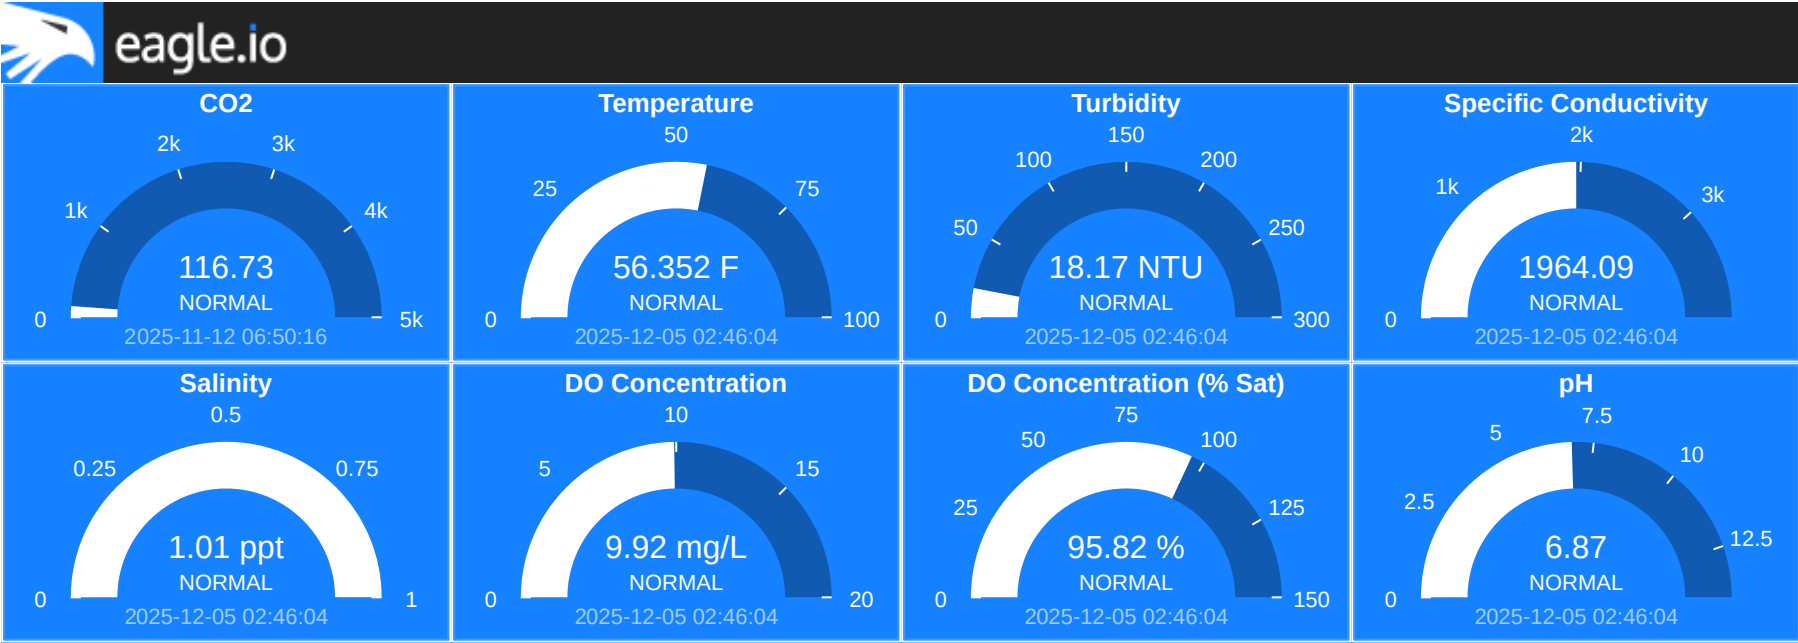 eagle.io
CO2
2k
3k
1k
4k
116.73
NORMAL
0
5k
2025-11-12 06:50:16
Temperature
50
25
75
56.352 F
NORMAL
0
100
2025-12-05 02:46:04
Turbidity
150
100
200
50
250
18.17 NTU
NORMAL
0
300
2025-12-05 02:46:04
Specific Conductivity
2k
1k
3k
1964.09
NORMAL
0
2025-12-05 02:46:04
Salinity
0.5
0.25
0.75
1.01 ppt
NORMAL
0
1
2025-12-05 02:46:04
DO Concentration
10
5
15
9.92 mg/L
NORMAL
0
20
2025-12-05 02:46:04
DO Concentration (% Sat)
75
50
100
25
125
95.82 %
NORMAL
0
150
2025-12-05 02:46:04
pH
7.5
5
10
2.5
12.5
6.87
NORMAL
0
2025-12-05 02:46:04